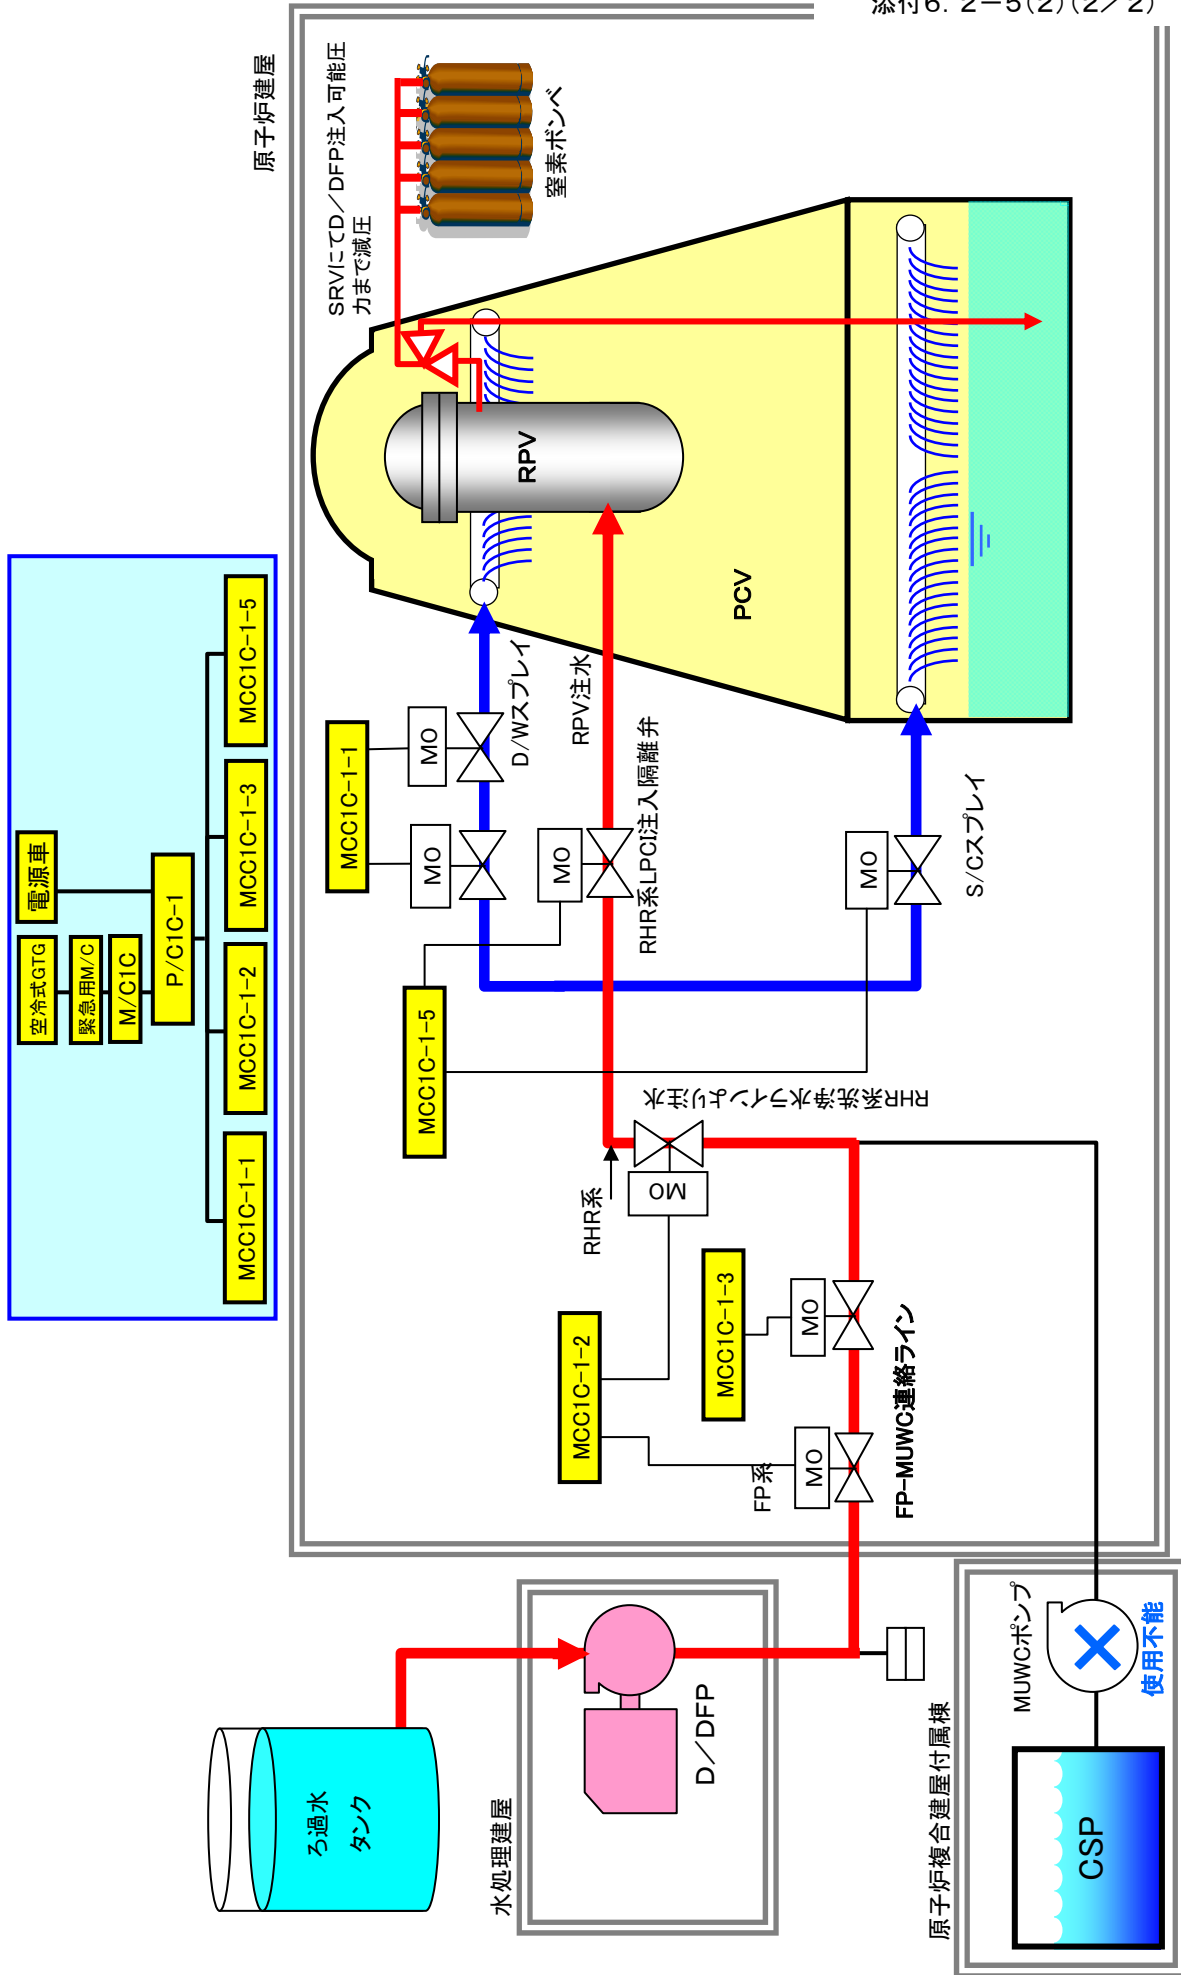 添付6.2-5(2)(2/2)
空冷式GTG
緊急用M/C
M/C1C
電源車
P/C1C-1
MCC1C-1-1
MCC1C-1-2
MCC1C-1-3
MCC1C-1-5
原子炉建屋
SRVにてD/DFP注入可能圧
力まで減圧
窒素ボンベ
RPV
PCV
MCC1C-1-1
MO
MO
D/Wスプレイ
RPV注水
MO
RHR系LPCI注入隔離弁
MCC1C-1-5
MO
S/Cスプレイ
RHR系洗浄水ラインより注水
RHR系
MO
MCC1C-1-2
MCC1C-1-3
MO
FP系
MO
FP-MUWC連絡ライン
ろ過水
タンク
水処理建屋
D/DFP
原子炉複合建屋付属棟
MUWCポンプ
使用不能
CSP